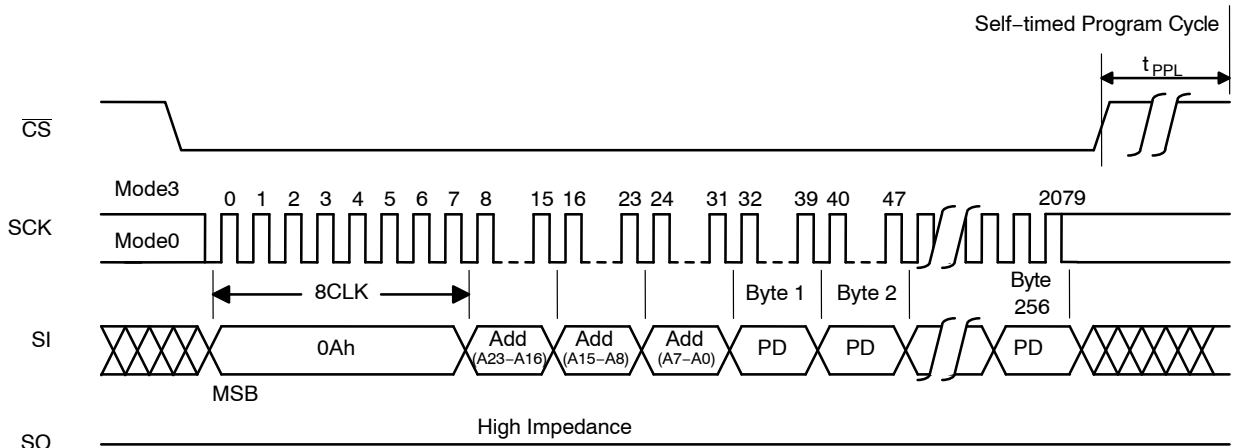 Self-timed Program Cycle
tPPL
CS
Mode3
0 1 2 3 4 5 6 7 8 15 16 23 24 31 32 39 40 47 2079
SCK
Mode0
8CLK
Byte 1
Byte 2
Byte
256
SI
0Ah
Add
(A23-A16)
Add
(A15-A8)
Add
(A7-A0)
PD
PD
PD
MSB
High Impedance
SO